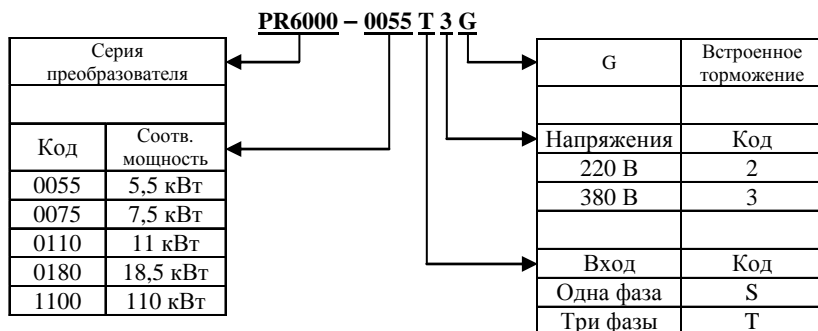 PR6000 – 0055 T 3 G
Серия
преобразователя
Код Соотв.
мощность
0055 5,5 кВт
0075 7,5 кВт
0110 11 кВт
0180 18,5 кВт
1100 110 кВт
G Встроенное
торможение
Напряжения Код
220 В 2
380 В 3
Вход Код
Одна фаза S
Три фазы T